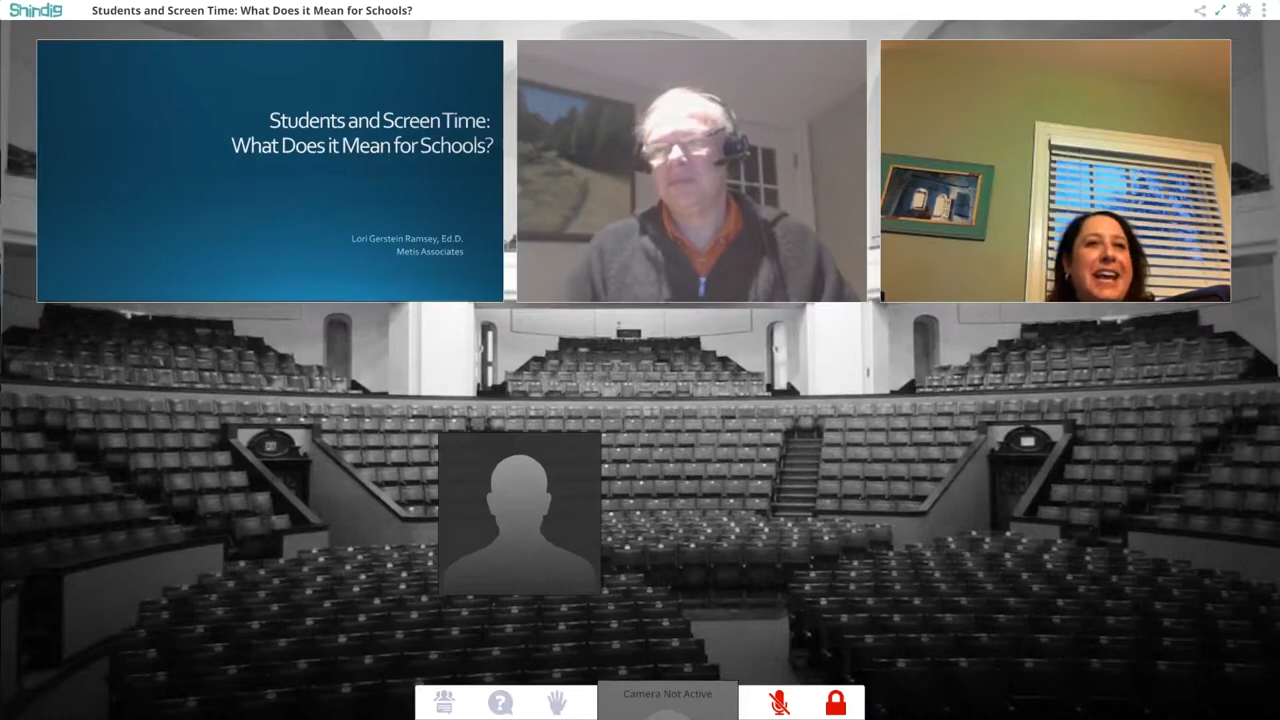 Shindig
Students and Screen Time: What Does it Mean for Schools?
Students and Screen Time:
What Does it Mean for Schools?
Lori Gerstein Ramsey, Ed.D.
Metis Associates
Camera Not Active